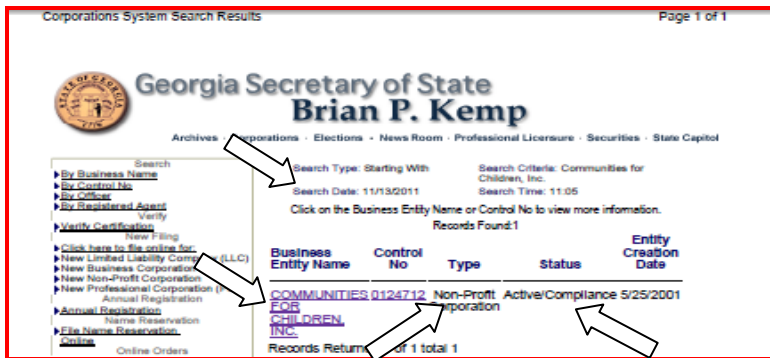 Corporations System Search Results Page 1 of 1
Georgia Secretary of State
Brian P. Kemp
Archives · Corporations · Elections · News Room · Professional Licensure · Securities · State Capitol
Search
By Business Name
By Control No
By Officer
By Registered Agent
Verify
Verify Certification
New Filing
Click here to file online for:
New Limited Liability Company (LLC)
New Business Corporation
New Non-Profit Corporation
New Professional Corporation
Annual Registration
Annual Registration
Name Reservation
File Name Reservation
Online
Online Orders
Search Type: Starting With Search Criteria: Communities for
Children, Inc.
Search Date: 11/13/2011 Search Time: 11:05
Click on the Business Entity Name or Control No to view more information.
Records Found:1
Business Entity Name Control No Type Status Entity Creation Date
COMMUNITIES 0124712 Non-Profit Active/Compliance 5/25/2001
FOR Corporation
CHILDREN,
INC.
Records Returned of 1 total 1